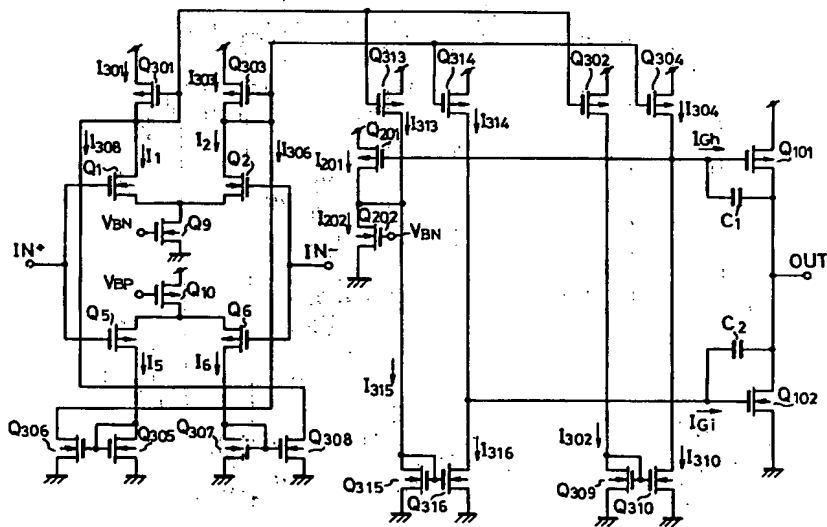 Q313 Q314 Q302 Q304
I301 Q301 I303 Q303
I313 I314 I304
I308 I1 I2 I306 Q201 IGh
Q1 Q2 I201 Q101
C1
I202 Q202
VBN Q9 VBN
IN+ IN- OUT
VBP Q10
Q5 Q6 C2
I5 I6 I315 Q102
IGi
Q306 Q305 Q307 Q308 I316 I302 I310
Q315 Q316 Q309 Q310